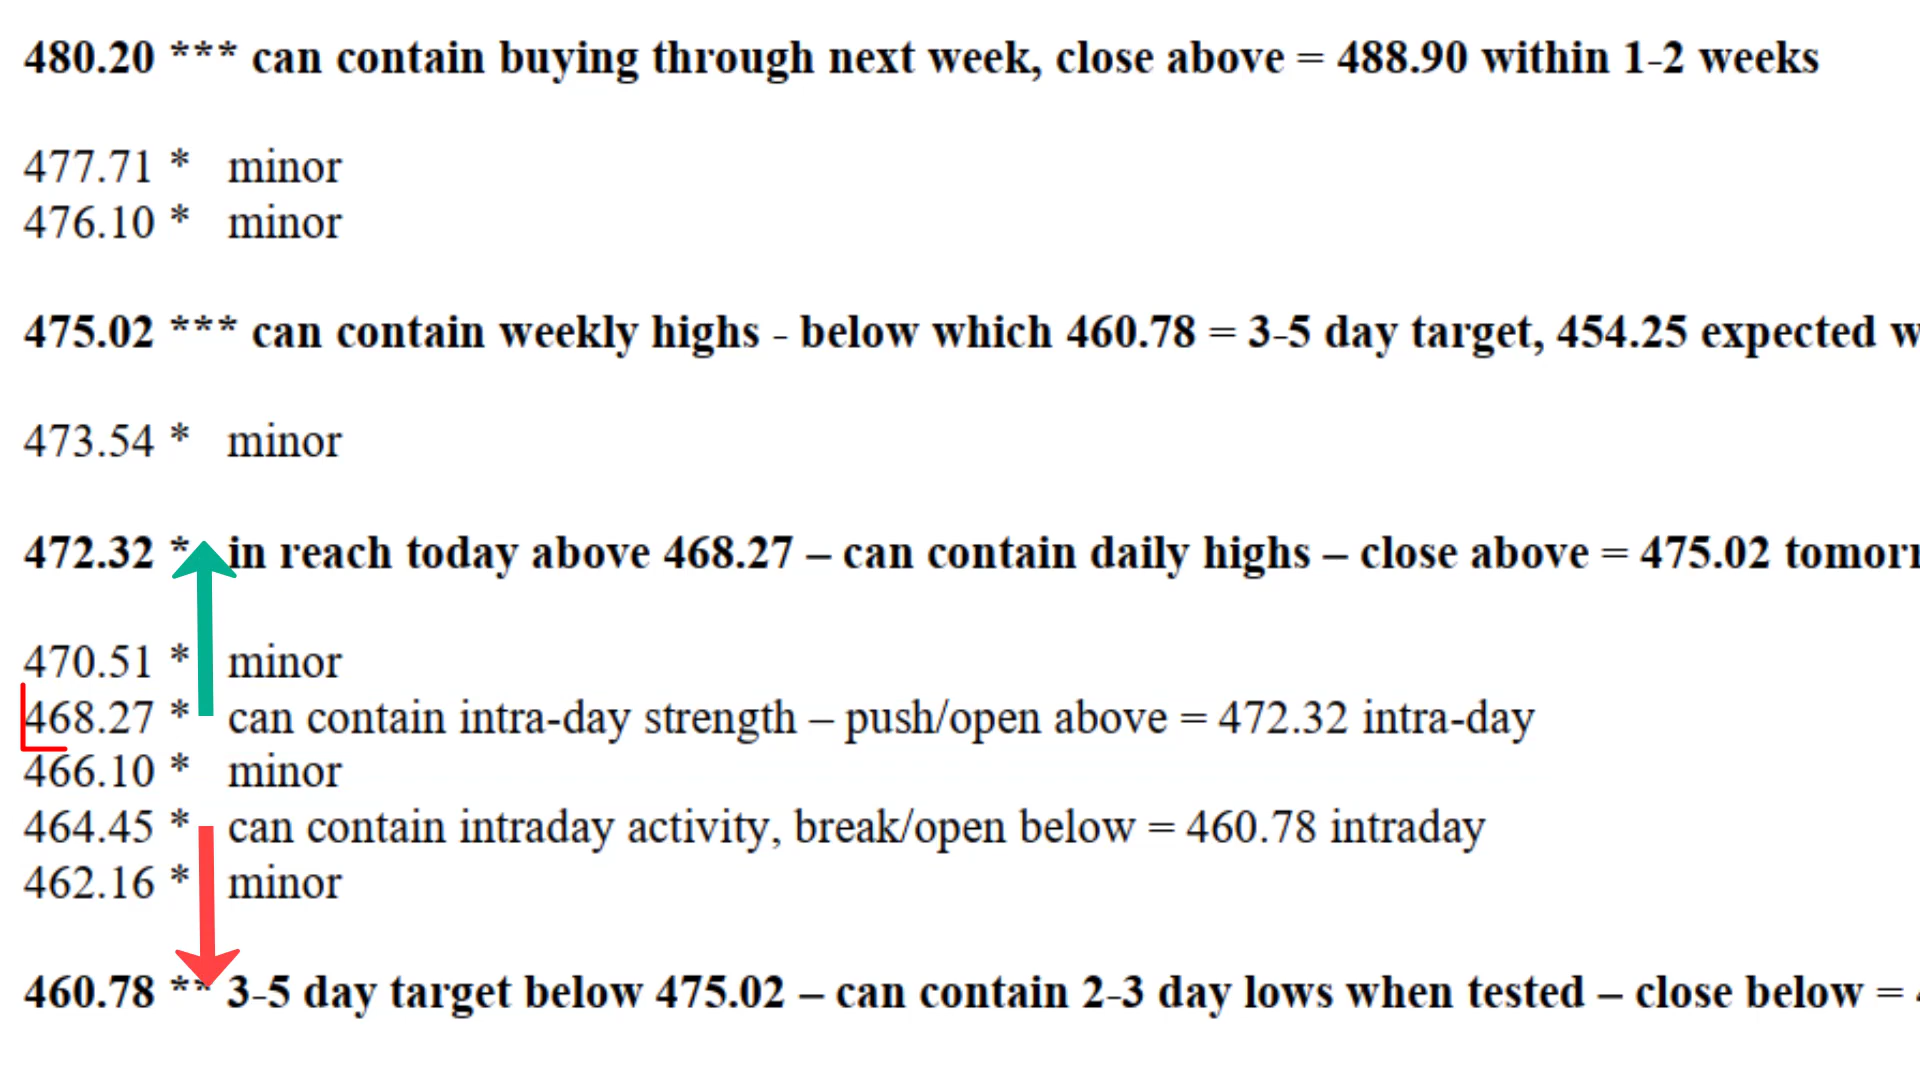 480.20 *** can contain buying through next week, close above = 488.90 within 1-2 weeks
477.71 * minor
476.10 * minor
475.02 *** can contain weekly highs - below which 460.78 = 3-5 day target, 454.25 expected
473.54 * minor
472.32 * in reach today above 468.27 – can contain daily highs – close above = 475.02
470.51 * minor
468.27 * can contain intra-day strength – push/open above = 472.32 intra-day
466.10 * minor
464.45 * can contain intraday activity, break/open below = 460.78 intraday
462.16 * minor
460.78 ** 3-5 day target below 475.02 – can contain 2-3 day lows when tested – close below =